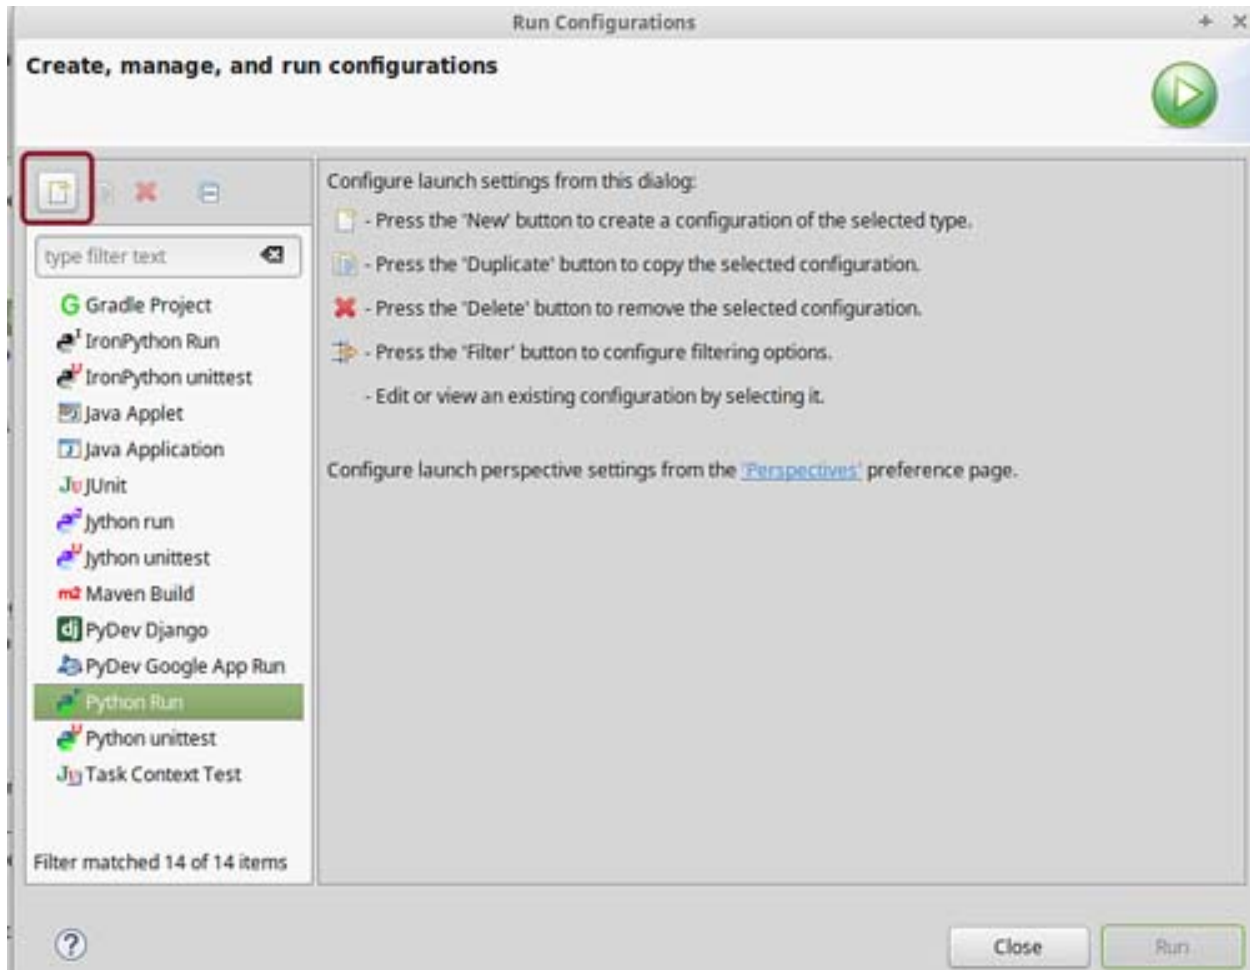 Run Configurations
Create, manage, and run configurations
type filter text
Gradle Project
IronPython Run
IronPython unittest
Java Applet
Java Application
JUnit
Jython run
Jython unittest
Maven Build
PyDev Django
PyDev Google App Run
Python Run
Python unittest
Task Context Test
Filter matched 14 of 14 items
Configure launch settings from this dialog:
- Press the 'New' button to create a configuration of the selected type.
- Press the 'Duplicate' button to copy the selected configuration.
- Press the 'Delete' button to remove the selected configuration.
- Press the 'Filter' button to configure filtering options.
- Edit or view an existing configuration by selecting it.
Configure launch perspective settings from the 'Perspectives' preference page.
Close
Run